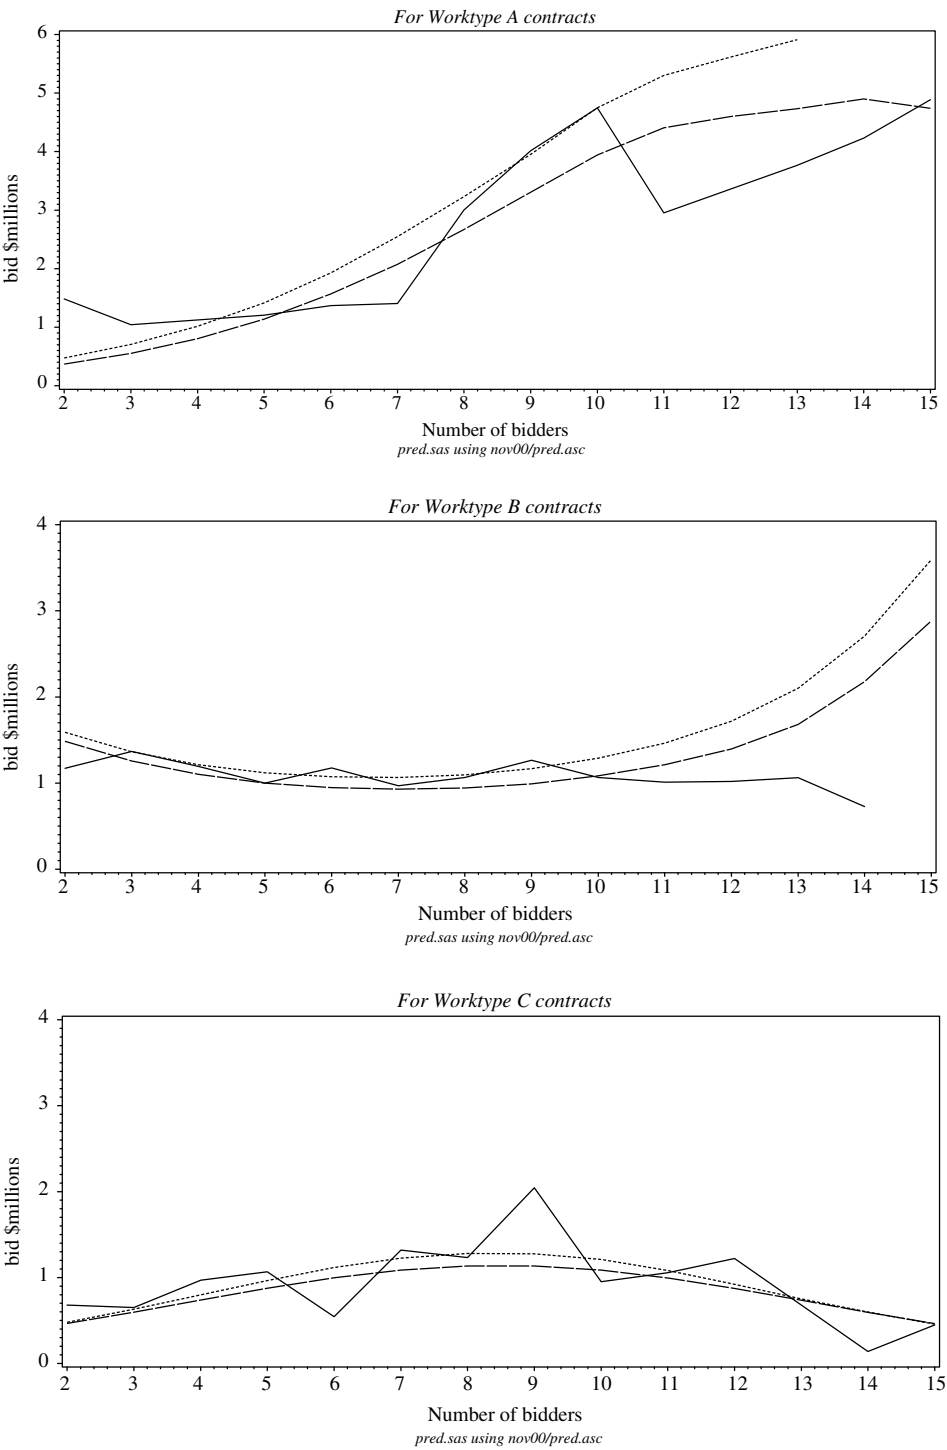 For Worktype A contracts
6
5
4
3
2
1
0
bid $millions
2 3 4 5 6 7 8 9 10 11 12 13 14 15
Number of bidders
pred.sas using nov00/pred.asc
For Worktype B contracts
4
3
2
1
0
bid $millions
2 3 4 5 6 7 8 9 10 11 12 13 14 15
Number of bidders
pred.sas using nov00/pred.asc
For Worktype C contracts
4
3
2
1
0
bid $millions
2 3 4 5 6 7 8 9 10 11 12 13 14 15
Number of bidders
pred.sas using nov00/pred.asc